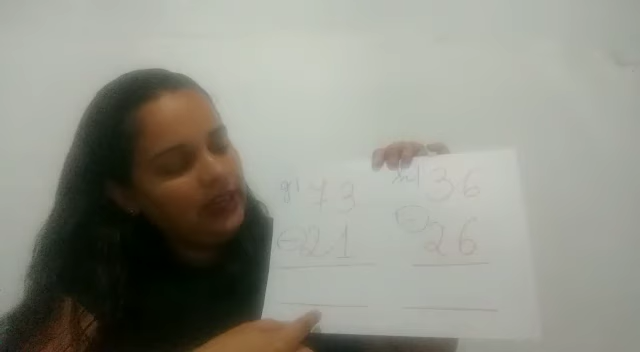 g) 73
(-) 21
h) 36
(-) 26